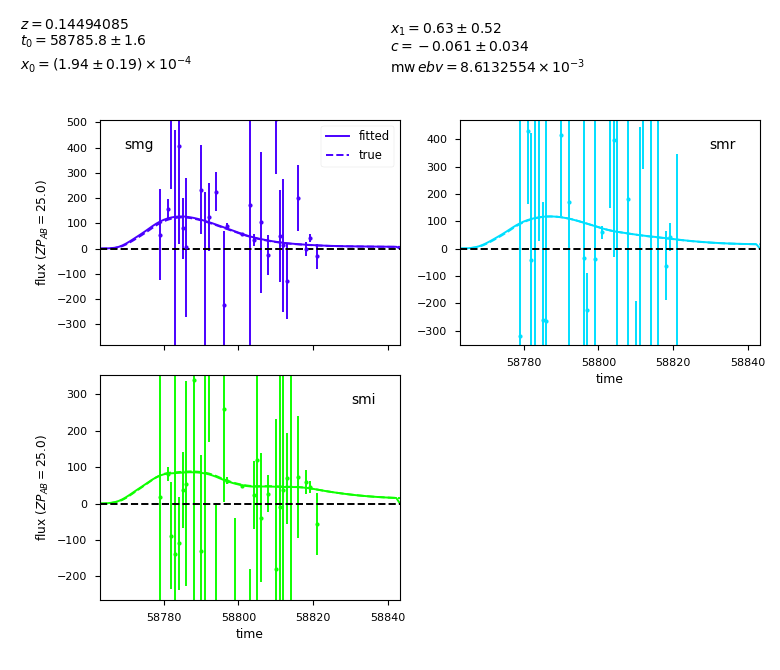 z = 0.14494085
t₀ = 58785.8 ± 1.6
x₀ = (1.94 ± 0.19) × 10⁻⁴
x₁ = 0.63 ± 0.52
c = −0.061 ± 0.034
mw ebv = 8.6132554 × 10⁻³
500
400
300
200
100
0
−100
−200
−300
flux (ZP_AB = 25.0)
smg
fitted
true
400
300
200
100
0
−100
−200
−300
smr
58780 58800 58820 58840
time
300
200
100
0
−100
−200
flux (ZP_AB = 25.0)
smi
58780 58800 58820 58840
time